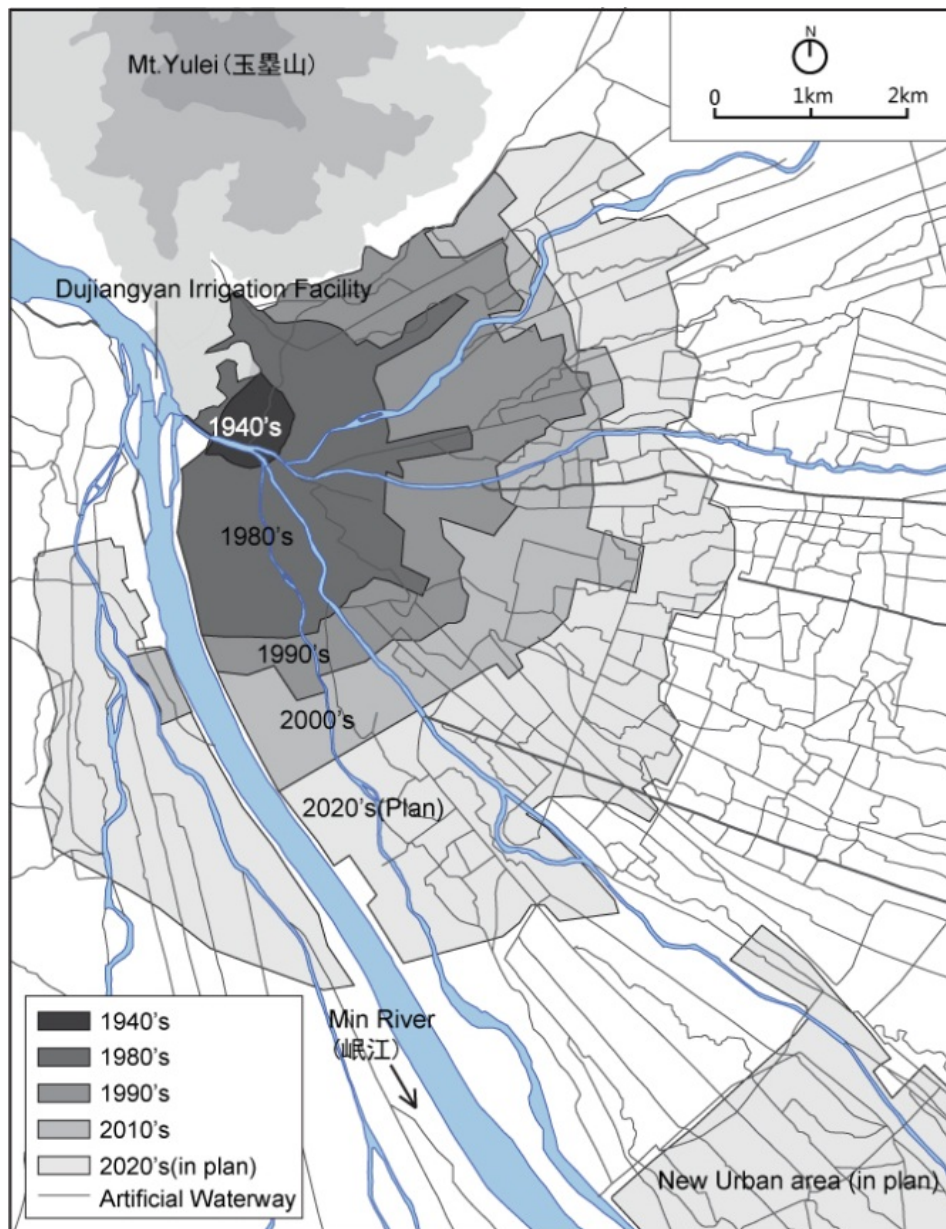 Mt.Yulei（玉塁山）
N
0 1km 2km
Dujiangyan Irrigation Facility
1940's
1980's
1990's
2000's
2020's(Plan)
Min River
（岷江）
New Urban area (in plan)
1940's
1980's
1990's
2010's
2020's(in plan)
Artificial Waterway